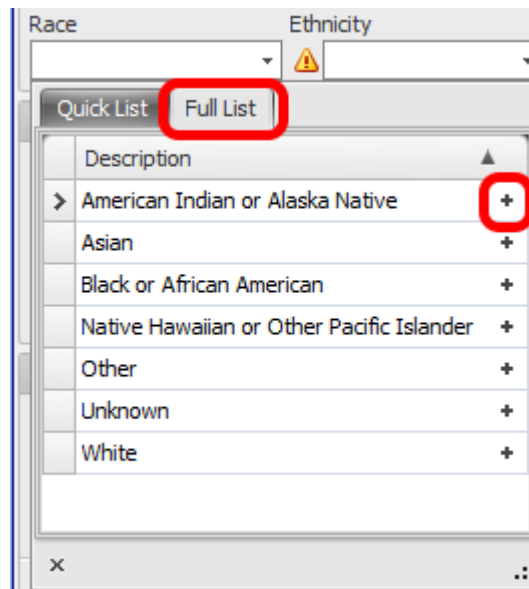 Race Ethnicity
Quick List Full List
Description
American Indian or Alaska Native +
Asian +
Black or African American +
Native Hawaiian or Other Pacific Islander +
Other +
Unknown +
White +